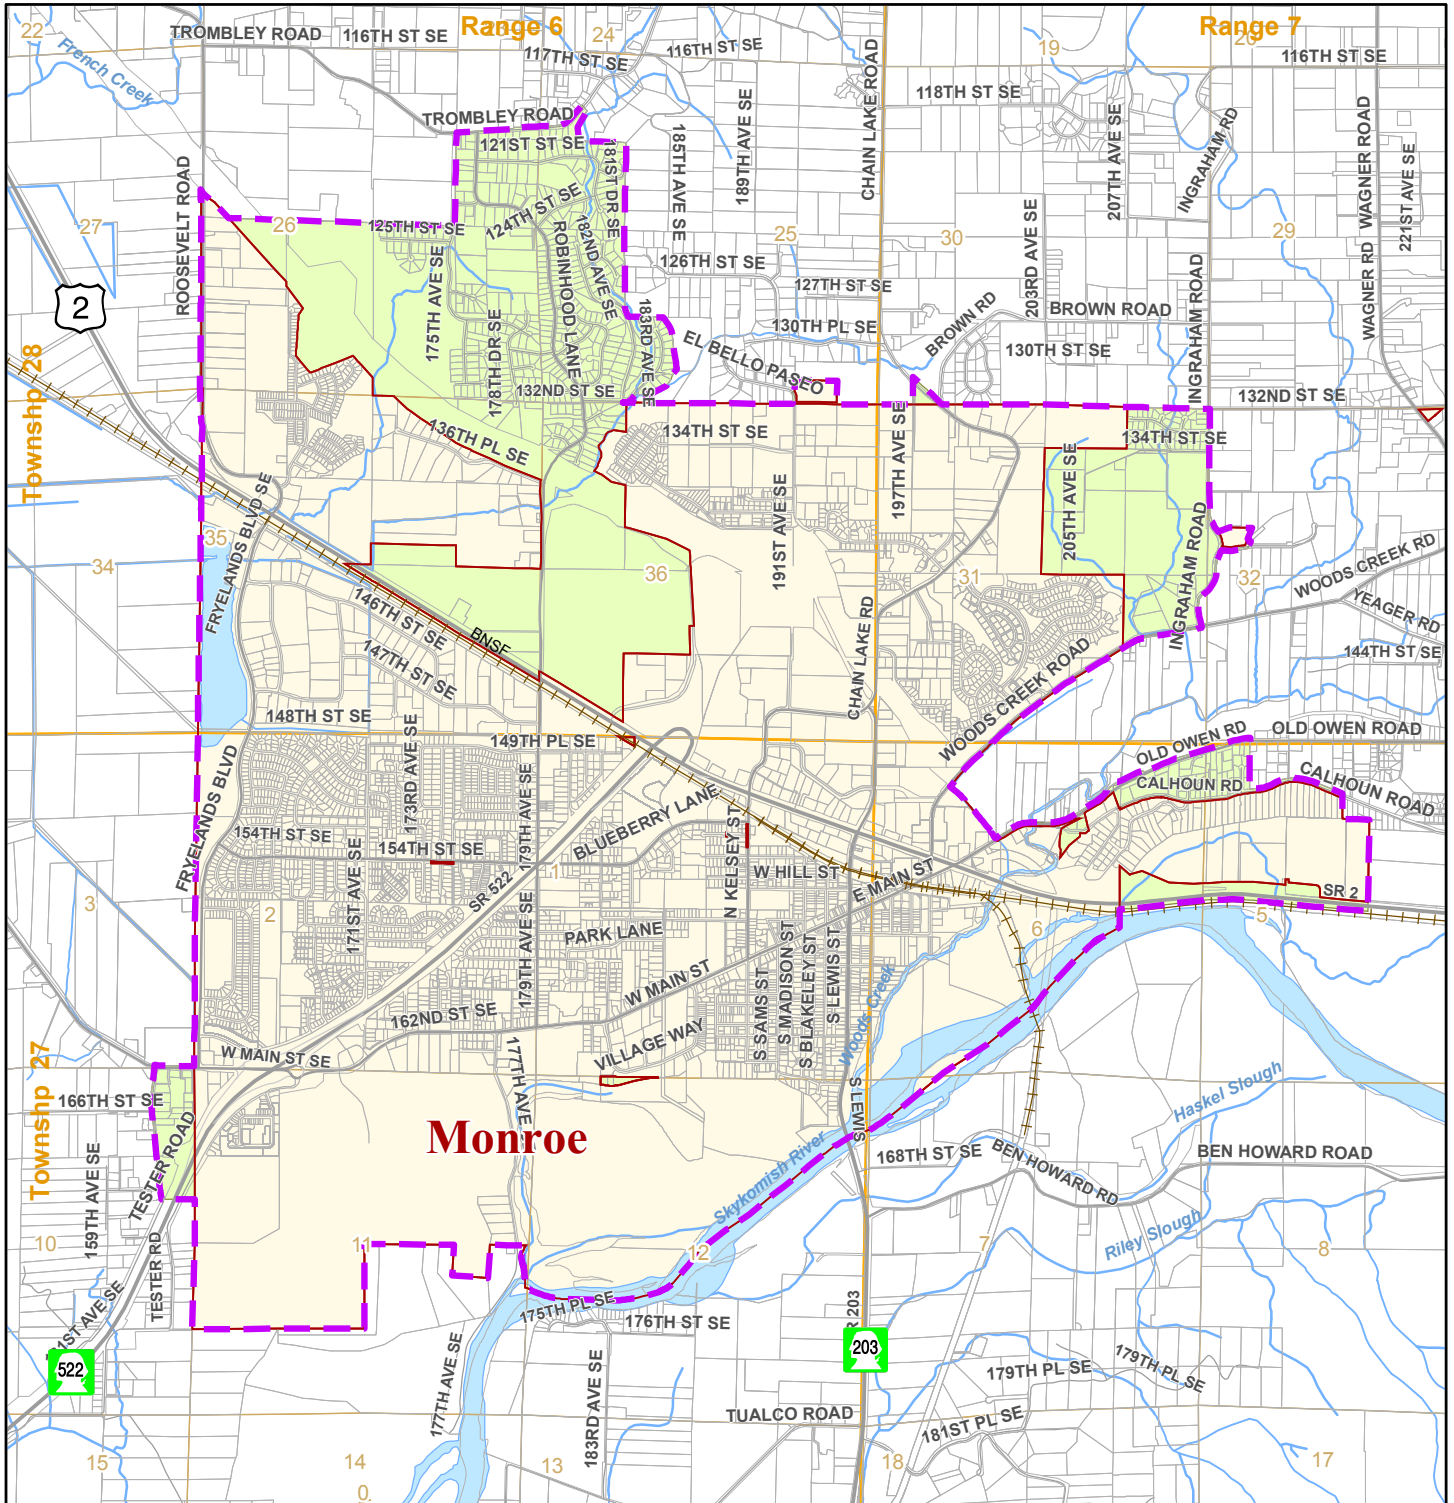 22
TROMBLEY ROAD
116TH ST SE
Range 6
23
24
117TH ST SE
116TH ST SE
CHAIN LAKE ROAD
19
Range 7
20
116TH ST SE
French Creek
TROMBLEY ROAD
121ST ST SE
181ST DR SE
185TH AVE SE
189TH AVE SE
118TH ST SE
207TH AVE SE
INGRAHAM RD
WAGNER ROAD
WAGNER ROAD
221ST AVE SE
ROOSEVELT ROAD
27
26
125TH ST SE
124TH ST SE
182ND AVE SE
ROBINHOOD LANE
25
30
203RD AVE SE
29
126TH ST SE
127TH ST SE
2
175TH AVE SE
178TH DR SE
183RD AVE SE
130TH PL SE
EL BELLO PASEO
BROWN RD
BROWN ROAD
130TH ST SE
INGRAHAM ROAD
WAGNER RD
Townshp 28
132ND ST SE
132ND ST SE
136TH PL SE
134TH ST SE
197TH AVE SE
134TH ST SE
191ST AVE SE
205TH AVE SE
INGRAHAM ROAD
FRYELANDS BLVD SE
35
34
36
31
32
WOODS CREEK RD
YEAGER RD
144TH ST SE
146TH ST SE
BNSF
147TH ST SE
CHAIN LAKE RD
WOODS CREEK ROAD
148TH ST SE
149TH PL SE
173RD AVE SE
179TH AVE SE
OLD OWEN RD
OLD OWEN ROAD
CALHOUN RD
CALHOUN ROAD
FRYELANDS BLVD
154TH ST SE
154TH ST SE
BLUEBERRY LANE
N KELSEY ST
W HILL ST
E MAIN ST
SR 2
1
SR 522
171ST AVE SE
3
2
179TH AVE SE
PARK LANE
6
5
W MAIN ST
S SAMS ST
S MADISON ST
S BLAKELEY ST
S LEWIS ST
Woods Creek
162ND ST SE
W MAIN ST SE
VILLAGE WAY
177TH AVE SE
Townshp 27
166TH ST SE
TESTER ROAD
159TH AVE SE
Monroe
S LEWIS
Haskel Slough
Skykomish River
168TH ST SE
BEN HOWARD RD
BEN HOWARD ROAD
Riley Slough
10
11
12
7
8
TESTER RD
175TH PL SE
176TH ST SE
203
522
203
177TH AVE SE
183RD AVE SE
179TH PL SE
179TH PL SE
TUALCO ROAD
181ST PL SE
15
14
13
18
17
0